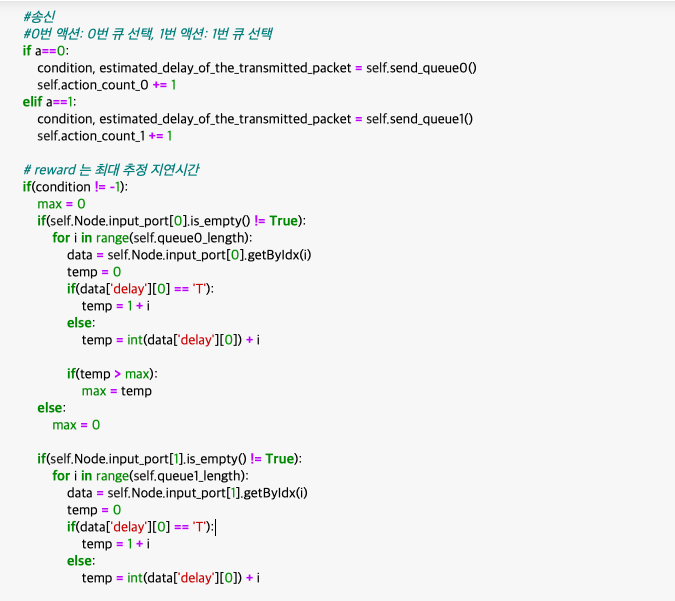 #송신
#0번 액션: 0번 큐 선택, 1번 액션: 1번 큐 선택
if a==0:
    condition, estimated_delay_of_the_transmitted_packet = self.send_queue0()
    self.action_count_0 += 1
elif a==1:
    condition, estimated_delay_of_the_transmitted_packet = self.send_queue1()
    self.action_count_1 += 1

# reward 는 최대 추정 지연시간
if(condition != -1):
    max = 0
    if(self.Node.input_port[0].is_empty() != True):
        for i in range(self.queue0_length):
            data = self.Node.input_port[0].getByIdx(i)
            temp = 0
            if(data['delay'][0] == 'T'):
                temp = 1 + i
            else:
                temp = int(data['delay'][0]) + i

            if(temp > max):
                max = temp
    else:
        max = 0

    if(self.Node.input_port[1].is_empty() != True):
        for i in range(self.queue1_length):
            data = self.Node.input_port[1].getByIdx(i)
            temp = 0
            if(data['delay'][0] == 'T'):
                temp = 1 + i
            else:
                temp = int(data['delay'][0]) + i